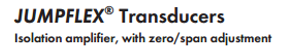 JUMPFLEX® Transducers
Isolation amplifier, with zero/span adjustment